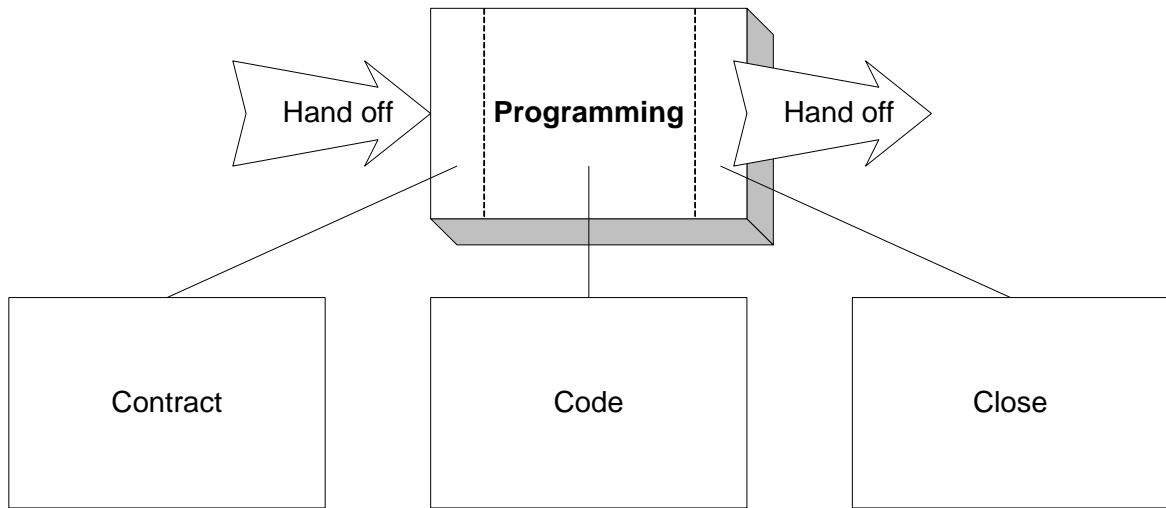 Hand off
Programming
Hand off
Contract
Code
Close